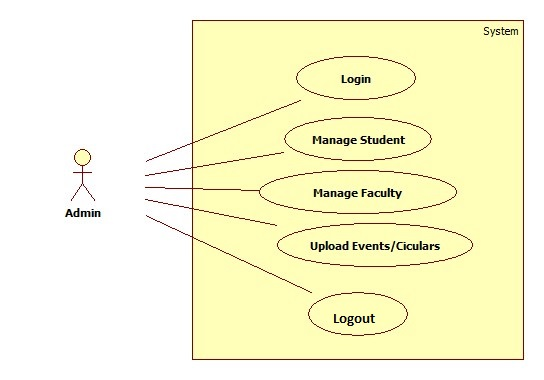 System
Login
Manage Student
Manage Faculty
Admin
Upload Events/Ciculars
Logout